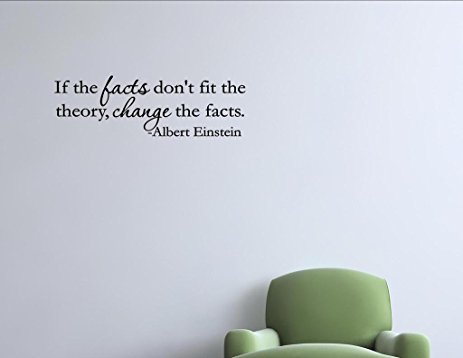 If the facts don't fit the
theory, change the facts.
-Albert Einstein